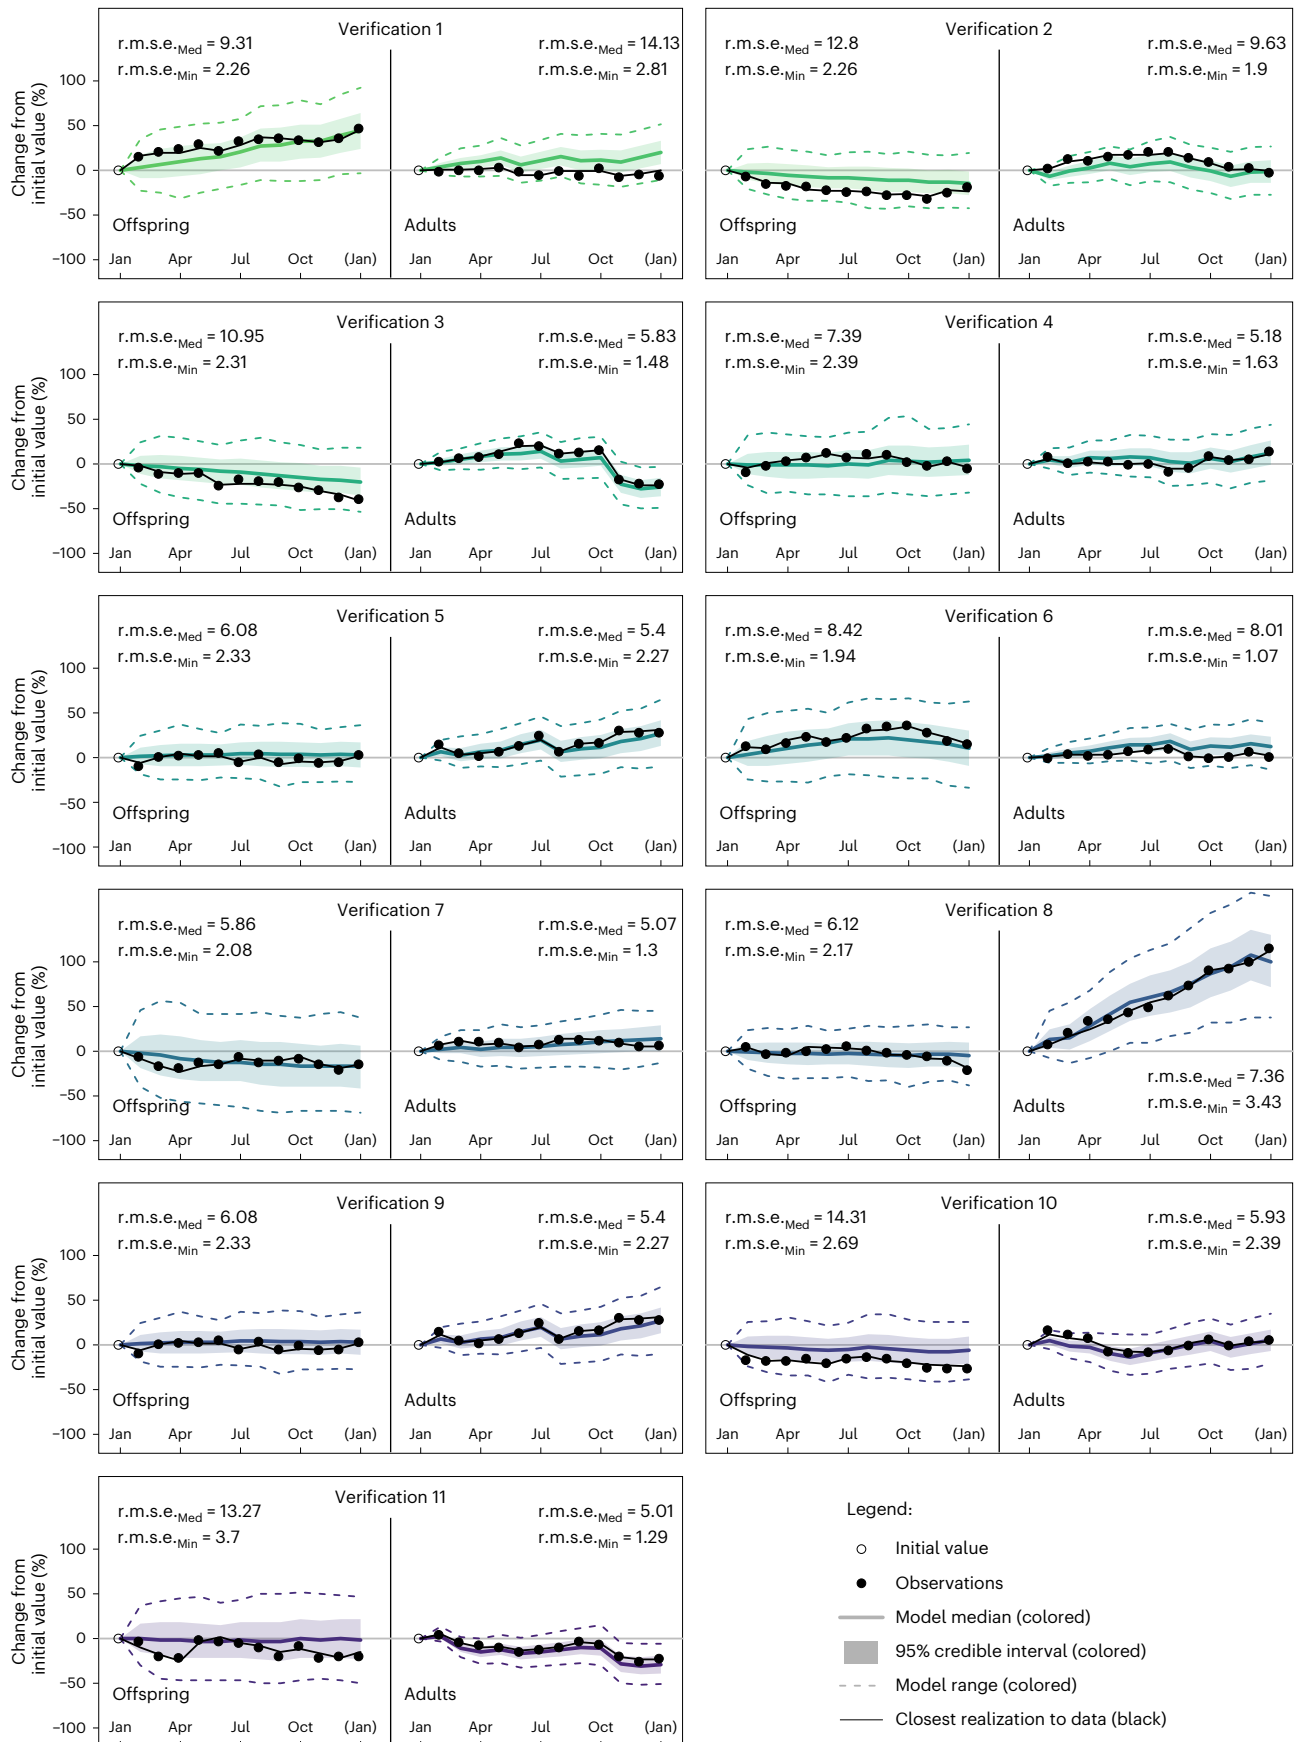 Verification 1
r.m.s.e.Med = 9.31
r.m.s.e.Min = 2.26
r.m.s.e.Med = 14.13
r.m.s.e.Min = 2.81
Change from
initial value (%)
100
50
0
−50
−100
Offspring
Adults
Jan Apr Jul Oct (Jan) Jan Apr Jul Oct (Jan)
Verification 2
r.m.s.e.Med = 12.8
r.m.s.e.Min = 2.26
r.m.s.e.Med = 9.63
r.m.s.e.Min = 1.9
Offspring
Adults
Jan Apr Jul Oct (Jan) Jan Apr Jul Oct (Jan)
Verification 3
r.m.s.e.Med = 10.95
r.m.s.e.Min = 2.31
r.m.s.e.Med = 5.83
r.m.s.e.Min = 1.48
Change from
initial value (%)
100
50
0
−50
−100
Offspring
Adults
Jan Apr Jul Oct (Jan) Jan Apr Jul Oct (Jan)
Verification 4
r.m.s.e.Med = 7.39
r.m.s.e.Min = 2.39
r.m.s.e.Med = 5.18
r.m.s.e.Min = 1.63
Offspring
Adults
Jan Apr Jul Oct (Jan) Jan Apr Jul Oct (Jan)
Verification 5
r.m.s.e.Med = 6.08
r.m.s.e.Min = 2.33
r.m.s.e.Med = 5.4
r.m.s.e.Min = 2.27
Change from
initial value (%)
100
50
0
−50
−100
Offspring
Adults
Jan Apr Jul Oct (Jan) Jan Apr Jul Oct (Jan)
Verification 6
r.m.s.e.Med = 8.42
r.m.s.e.Min = 1.94
r.m.s.e.Med = 8.01
r.m.s.e.Min = 1.07
Offspring
Adults
Jan Apr Jul Oct (Jan) Jan Apr Jul Oct (Jan)
Verification 7
r.m.s.e.Med = 5.86
r.m.s.e.Min = 2.08
r.m.s.e.Med = 5.07
r.m.s.e.Min = 1.3
Change from
initial value (%)
100
50
0
−50
−100
Offspring
Adults
Jan Apr Jul Oct (Jan) Jan Apr Jul Oct (Jan)
Verification 8
r.m.s.e.Med = 6.12
r.m.s.e.Min = 2.17
r.m.s.e.Med = 7.36
r.m.s.e.Min = 3.43
Offspring
Adults
Jan Apr Jul Oct (Jan) Jan Apr Jul Oct (Jan)
Verification 9
r.m.s.e.Med = 6.08
r.m.s.e.Min = 2.33
r.m.s.e.Med = 5.4
r.m.s.e.Min = 2.27
Change from
initial value (%)
100
50
0
−50
−100
Offspring
Adults
Jan Apr Jul Oct (Jan) Jan Apr Jul Oct (Jan)
Verification 10
r.m.s.e.Med = 14.31
r.m.s.e.Min = 2.69
r.m.s.e.Med = 5.93
r.m.s.e.Min = 2.39
Offspring
Adults
Jan Apr Jul Oct (Jan) Jan Apr Jul Oct (Jan)
Verification 11
r.m.s.e.Med = 13.27
r.m.s.e.Min = 3.7
r.m.s.e.Med = 5.01
r.m.s.e.Min = 1.29
Change from
initial value (%)
100
50
0
−50
−100
Offspring
Adults
Jan Apr Jul Oct (Jan) Jan Apr Jul Oct (Jan)
Legend:
Initial value
Observations
Model median (colored)
95% credible interval (colored)
Model range (colored)
Closest realization to data (black)